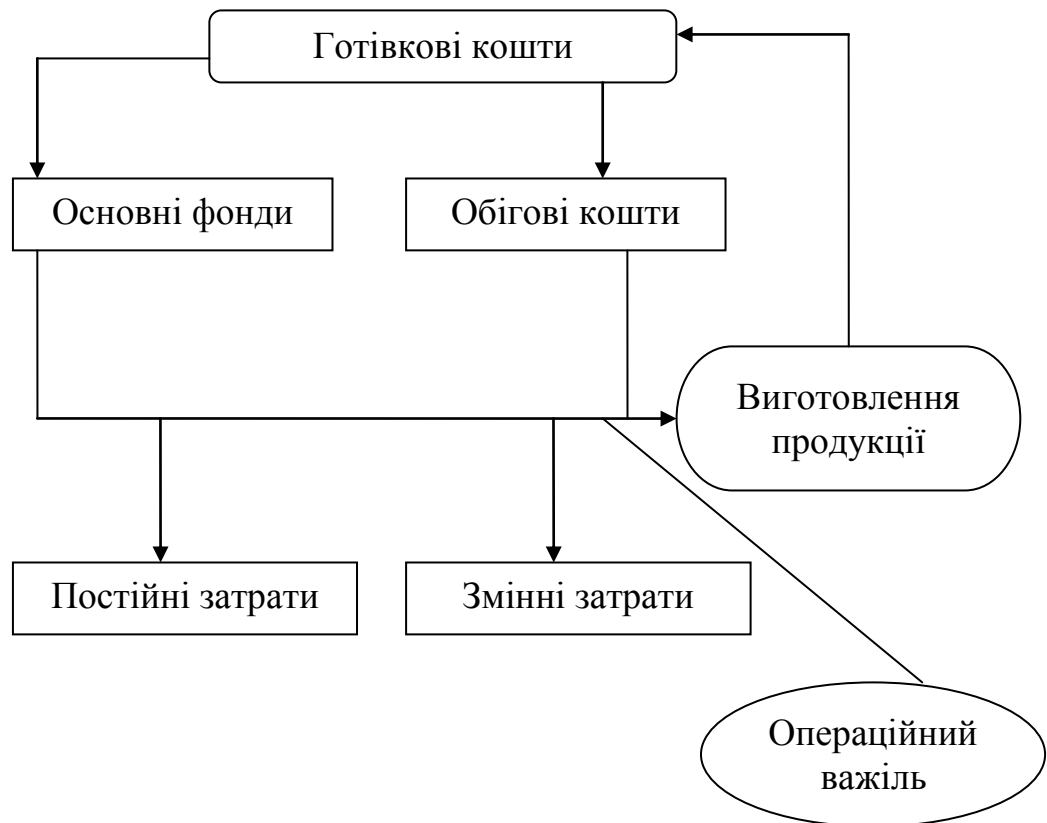 Готівкові кошти
Основні фонди
Обігові кошти
Виготовлення
продукції
Постійні затрати
Змінні затрати
Операційний
важіль